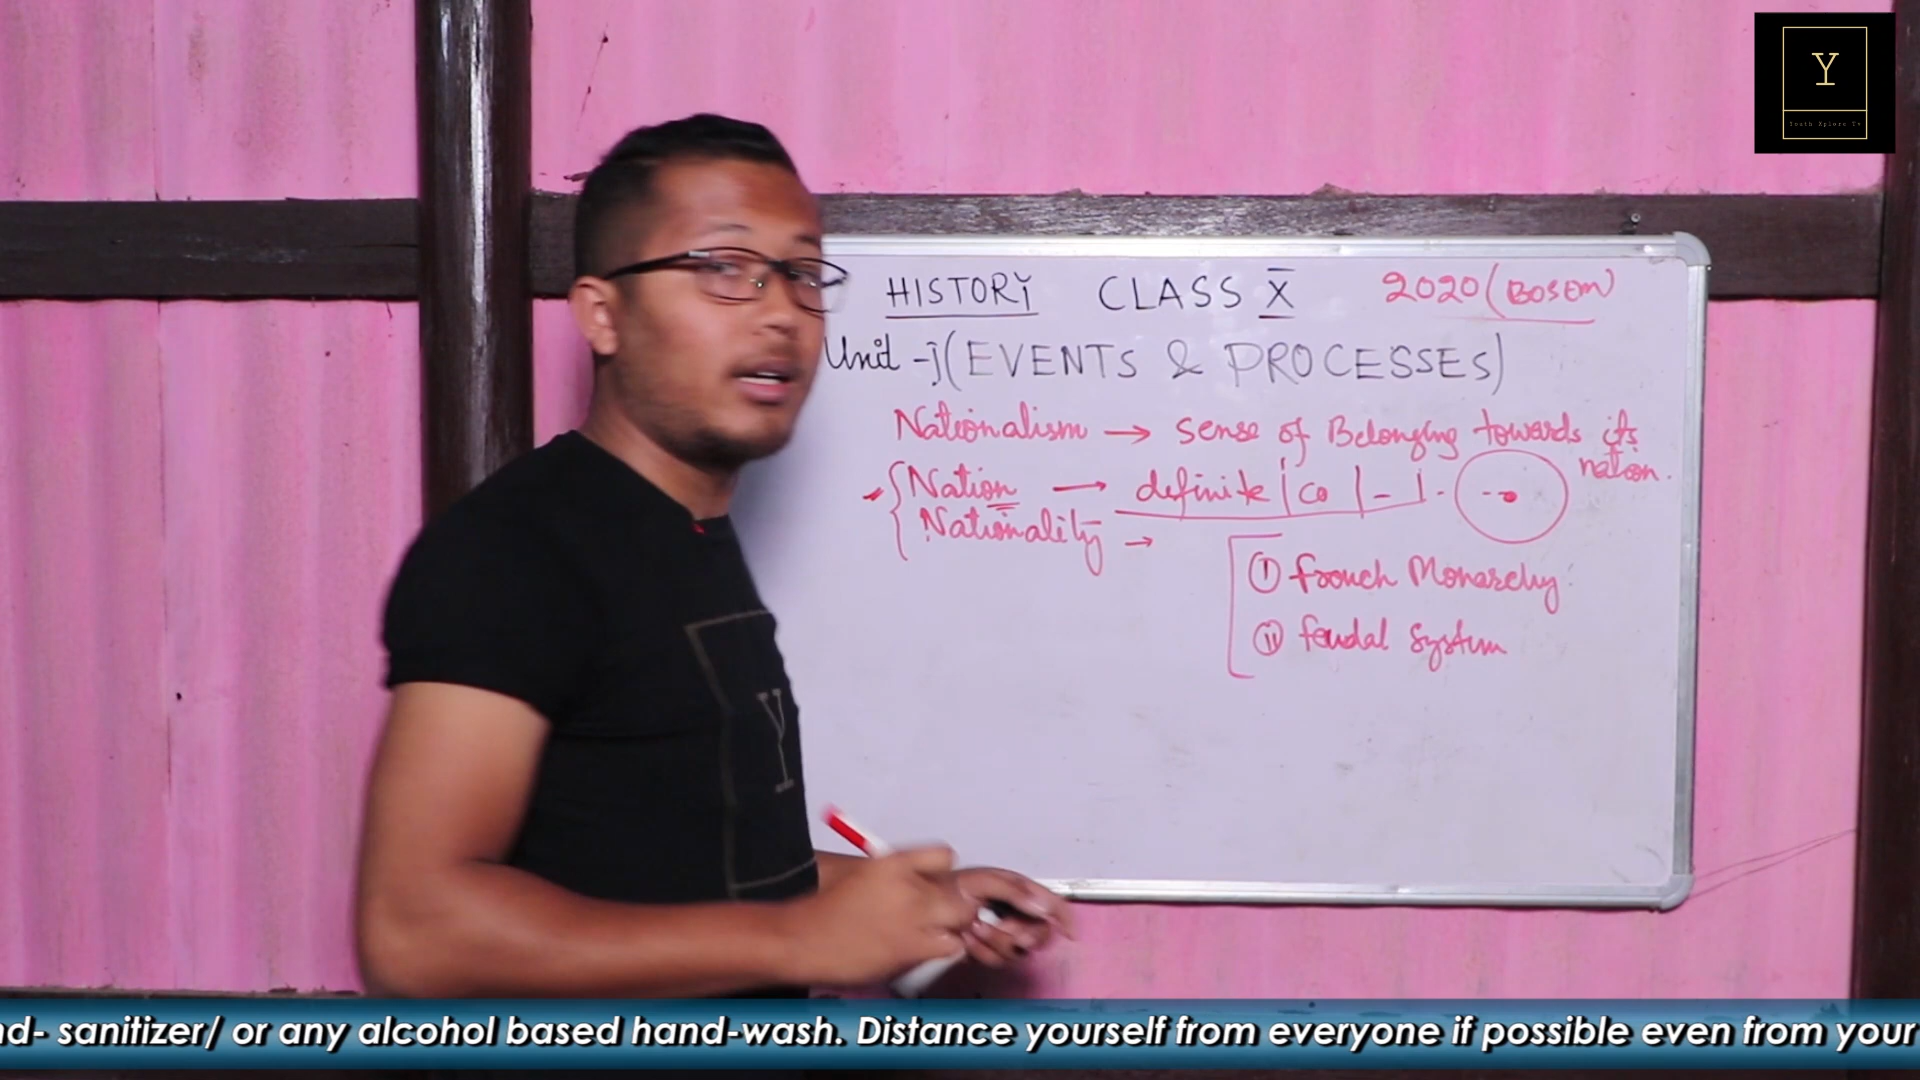 Y
HISTORY CLASS X 2020 (BOSEM)
Unit - I (EVENTS & PROCESSES)
Nationalism → sense of Belonging towards its nation.
Nation → definite | Co | - | .
Nationality →
(i) french Monarchy.
(ii) feudal System
Y
nd- sanitizer/ or any alcohol based hand-wash. Distance yourself from everyone if possible even from your